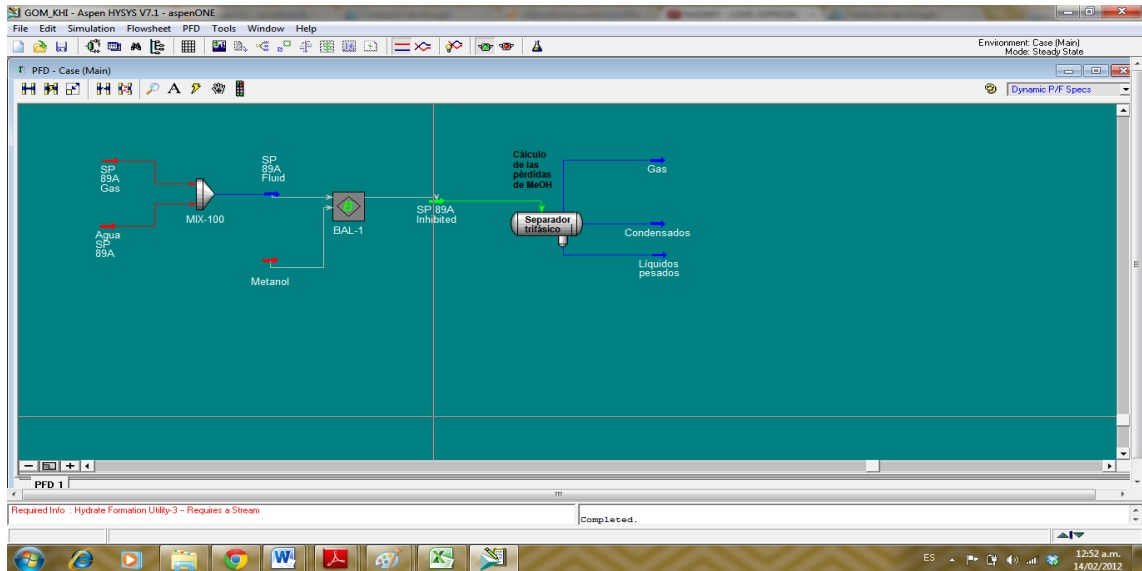 GOM_KHI - Aspen HYSYS V7.1 - aspenONE
File Edit Simulation Flowsheet PFD Tools Window Help
Environment: Case (Main)
Mode: Steady State
PFD - Case (Main)
A
Dynamic P/F Specs
SP
89A
Gas
Agua
SP
89A
MIX-100
SP
89A
Fluid
Metanol
BAL-1
SP 89A
Inhibited
Cálculo
de las
pérdidas
de MeOH
Separador
trifásico
Gas
Condensados
Líquidos
pesados
PFD 1
Required Info : Hydrate Formation Utility-3 -- Requires a Stream
Completed.
ES
12:52 a.m.
14/02/2012